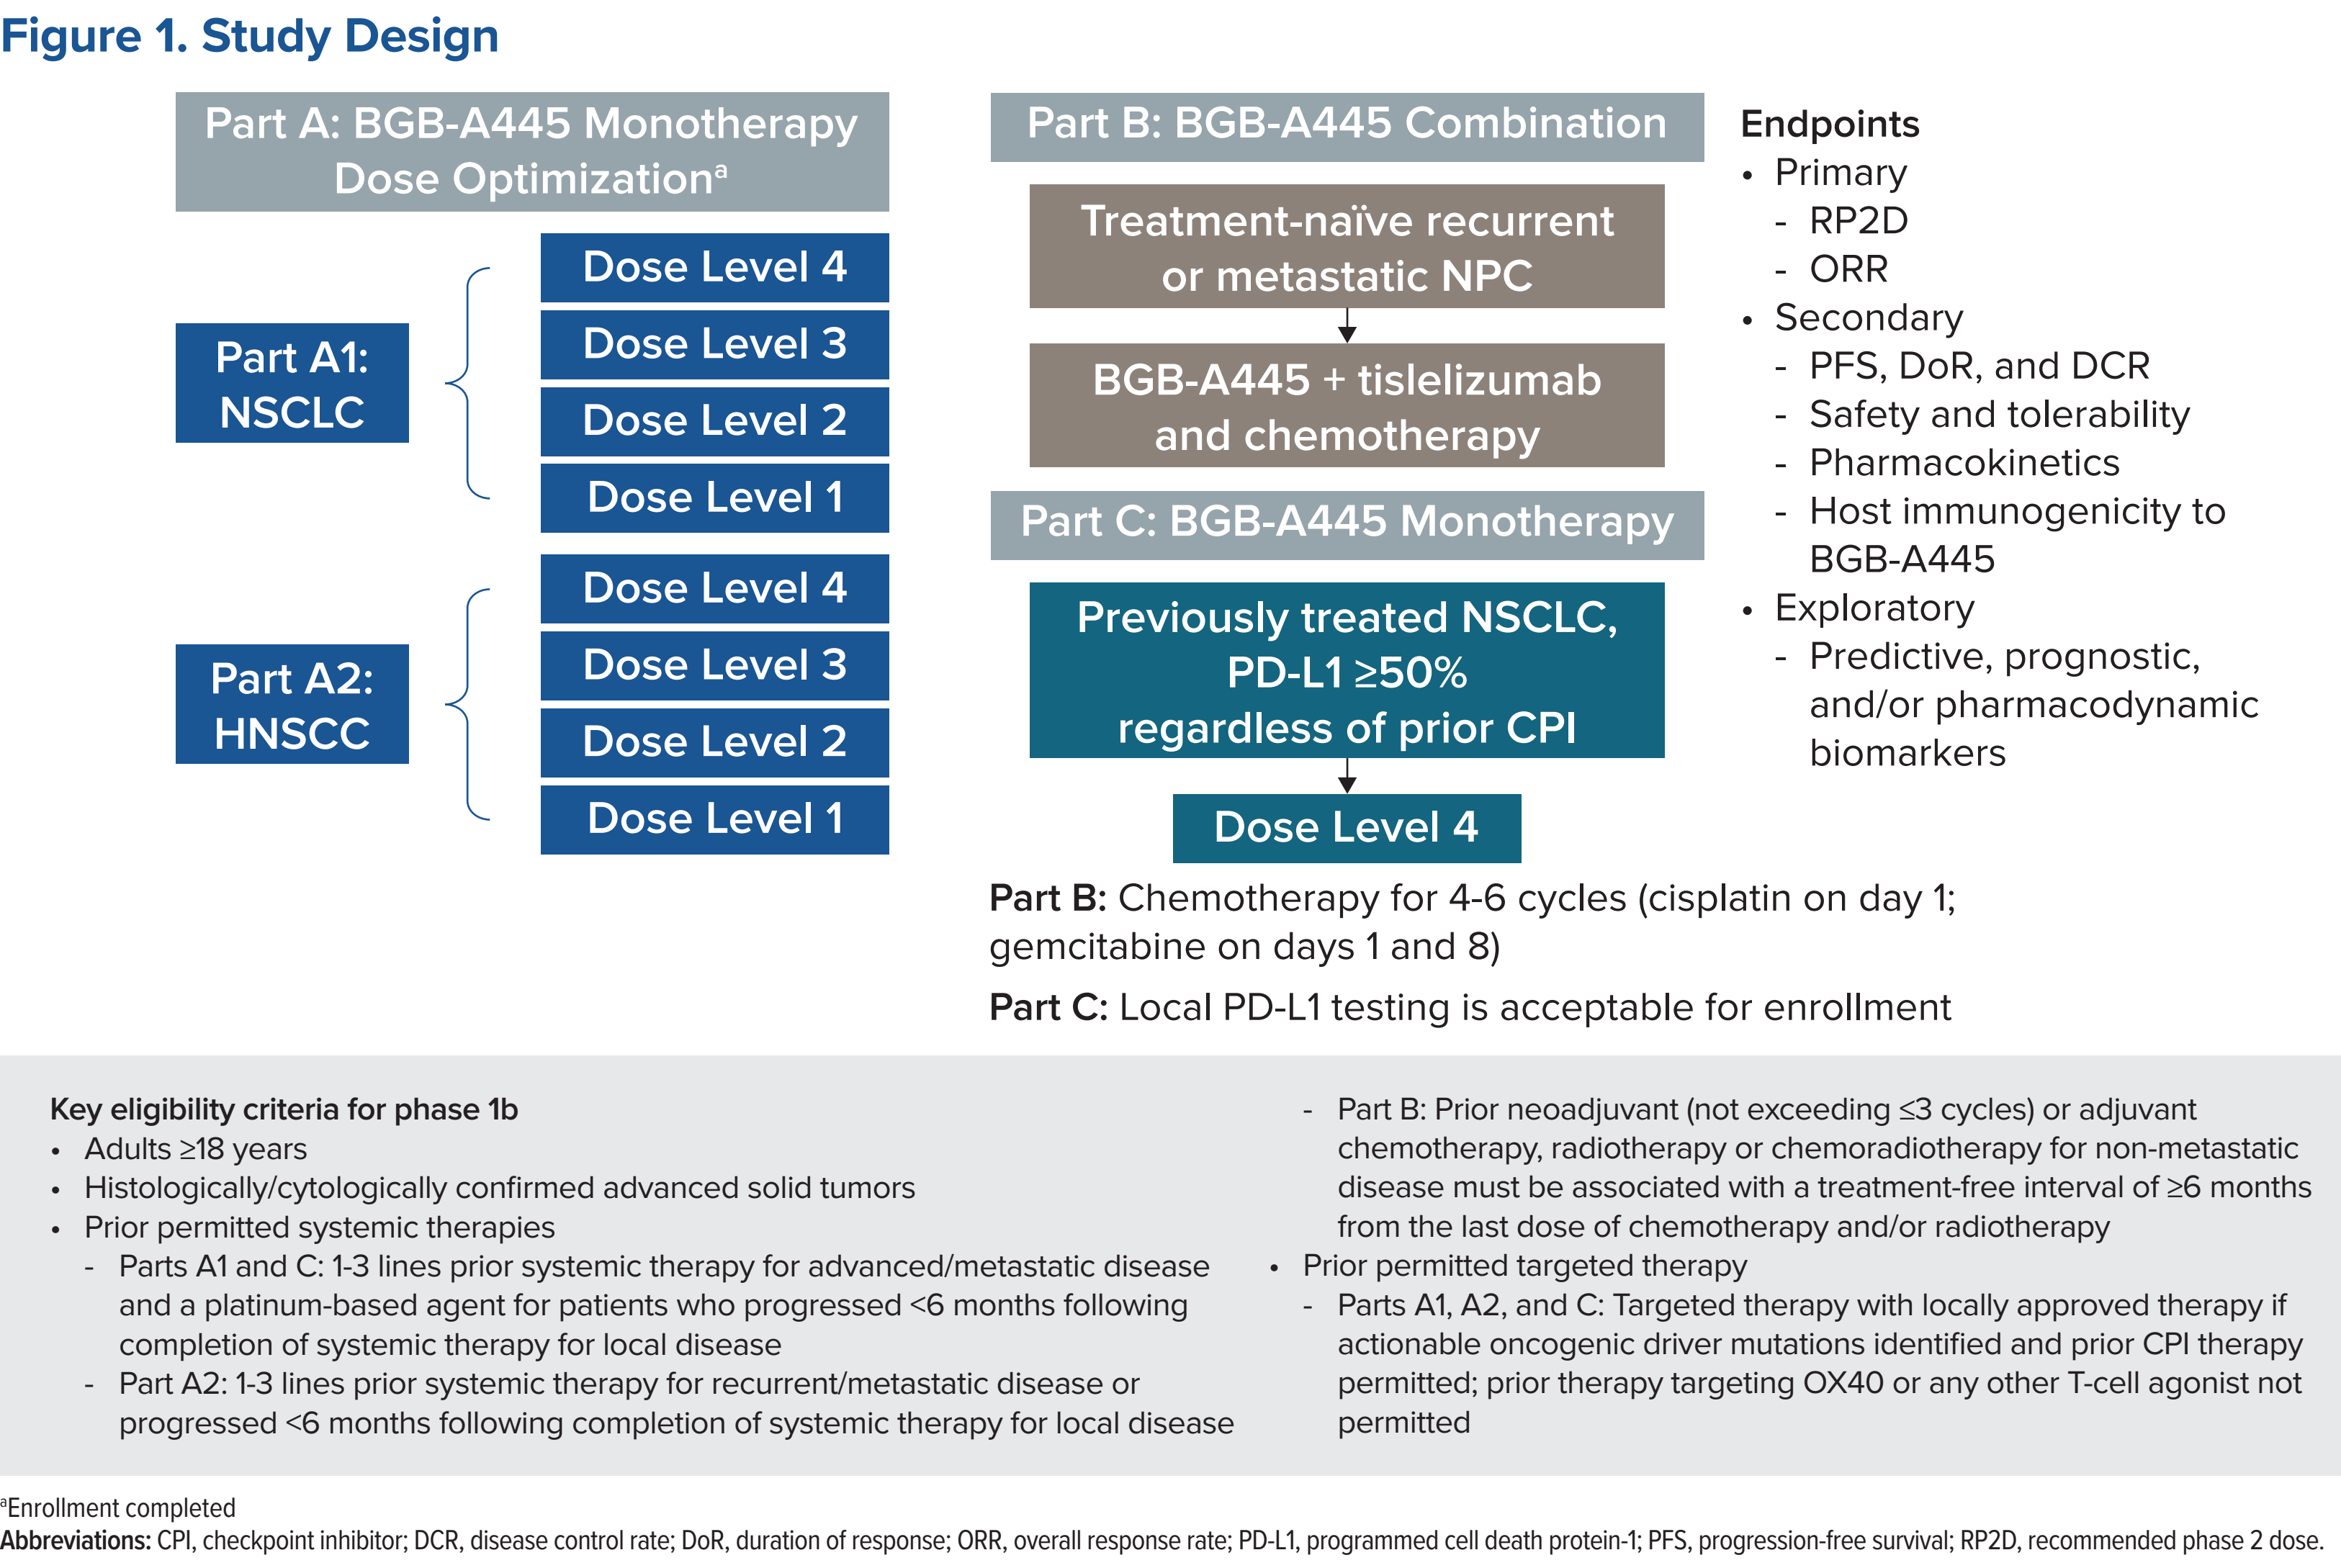 Figure 1. Study Design
Part A: BGB-A445 Monotherapy
Dose Optimizationᵃ
Part A1:
NSCLC
Dose Level 4
Dose Level 3
Dose Level 2
Dose Level 1
Part A2:
HNSCC
Dose Level 4
Dose Level 3
Dose Level 2
Dose Level 1
Part B: BGB-A445 Combination
Treatment-naïve recurrent
or metastatic NPC
BGB-A445 + tislelizumab
and chemotherapy
Part C: BGB-A445 Monotherapy
Previously treated NSCLC,
PD-L1 ≥50%
regardless of prior CPI
Dose Level 4
Part B: Chemotherapy for 4-6 cycles (cisplatin on day 1;
gemcitabine on days 1 and 8)
Part C: Local PD-L1 testing is acceptable for enrollment
Endpoints
• Primary
- RP2D
- ORR
• Secondary
- PFS, DoR, and DCR
- Safety and tolerability
- Pharmacokinetics
- Host immunogenicity to
BGB-A445
• Exploratory
- Predictive, prognostic,
and/or pharmacodynamic
biomarkers
Key eligibility criteria for phase 1b
• Adults ≥18 years
• Histologically/cytologically confirmed advanced solid tumors
• Prior permitted systemic therapies
- Parts A1 and C: 1-3 lines prior systemic therapy for advanced/metastatic disease
and a platinum-based agent for patients who progressed <6 months following
completion of systemic therapy for local disease
- Part A2: 1-3 lines prior systemic therapy for recurrent/metastatic disease or
progressed <6 months following completion of systemic therapy for local disease
- Part B: Prior neoadjuvant (not exceeding ≤3 cycles) or adjuvant
chemotherapy, radiotherapy or chemoradiotherapy for non-metastatic
disease must be associated with a treatment-free interval of ≥6 months
from the last dose of chemotherapy and/or radiotherapy
• Prior permitted targeted therapy
- Parts A1, A2, and C: Targeted therapy with locally approved therapy if
actionable oncogenic driver mutations identified and prior CPI therapy
permitted; prior therapy targeting OX40 or any other T-cell agonist not
permitted
ᵃEnrollment completed
Abbreviations: CPI, checkpoint inhibitor; DCR, disease control rate; DoR, duration of response; ORR, overall response rate; PD-L1, programmed cell death protein-1; PFS, progression-free survival; RP2D, recommended phase 2 dose.